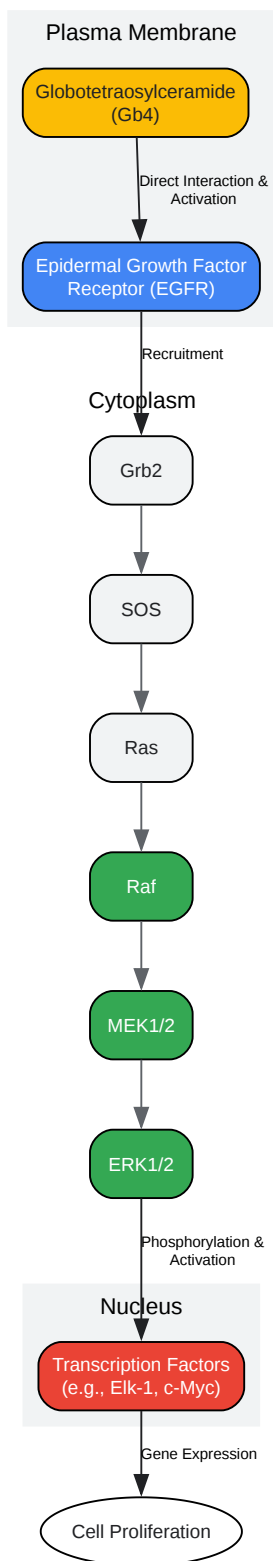 Plasma Membrane
Globotetraosylceramide
(Gb4)
Direct Interaction &
Activation
Epidermal Growth Factor
Receptor (EGFR)
Recruitment
Cytoplasm
Grb2
SOS
Ras
Raf
MEK1/2
ERK1/2
Phosphorylation &
Activation
Nucleus
Transcription Factors
(e.g., Elk-1, c-Myc)
Gene Expression
Cell Proliferation